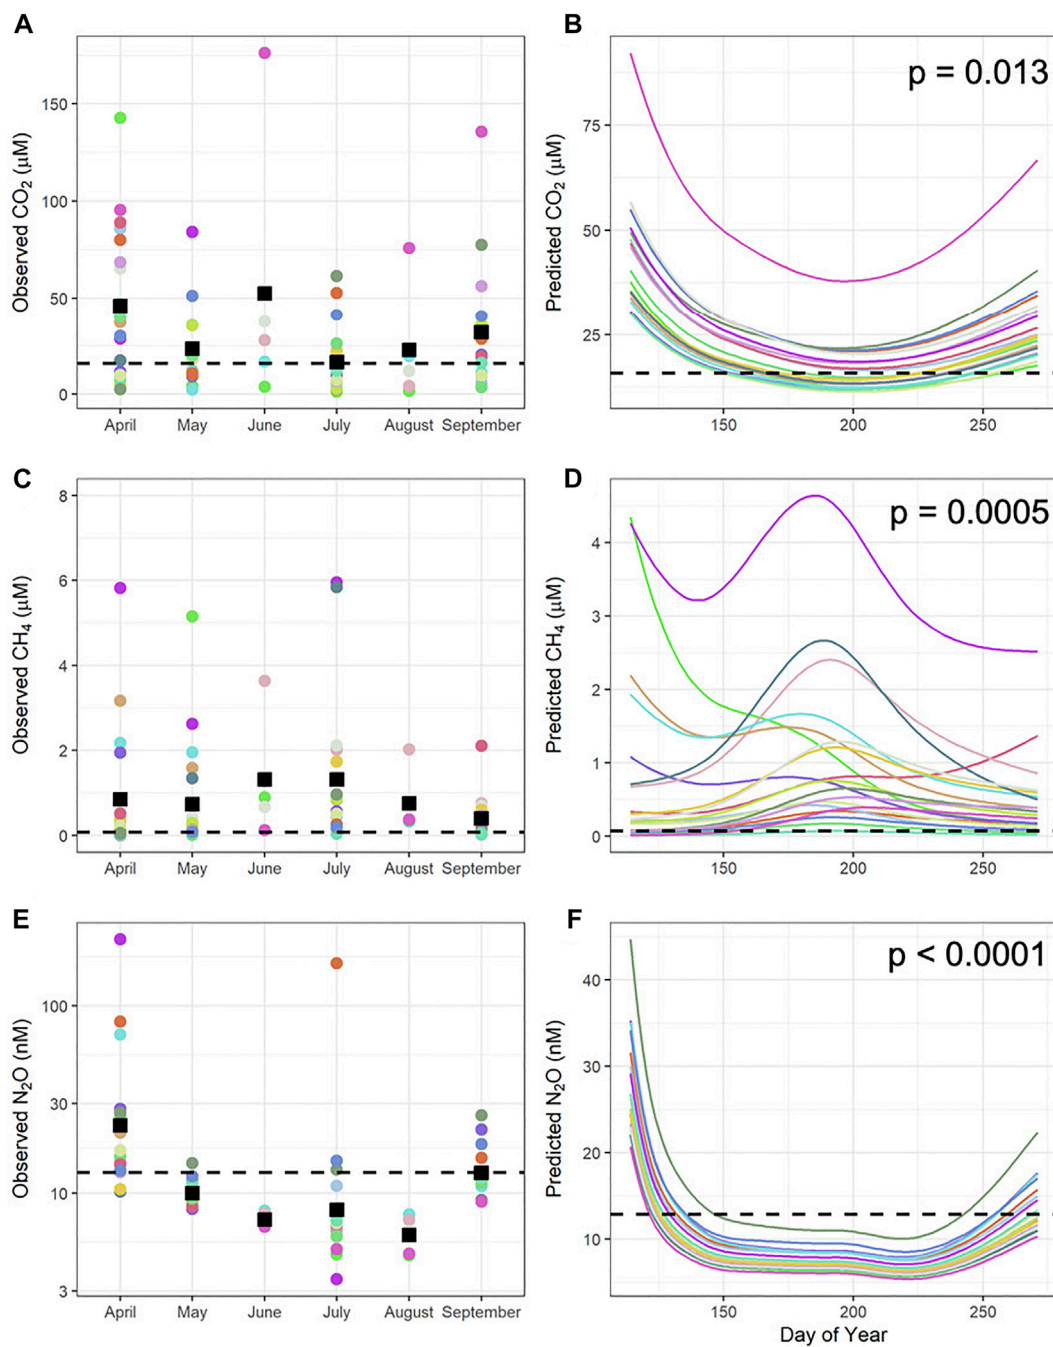 A
Observed CO2 (μM)
150
100
50
0
April May June July August September
B
p = 0.013
Predicted CO2 (μM)
75
50
25
150 200 250
C
Observed CH4 (μM)
8
6
4
2
0
April May June July August September
D
p = 0.0005
Predicted CH4 (μM)
4
3
2
1
0
150 200 250
E
Observed N2O (nM)
100
30
10
3
April May June July August September
F
p < 0.0001
Predicted N2O (nM)
40
30
20
10
150 200 250
Day of Year